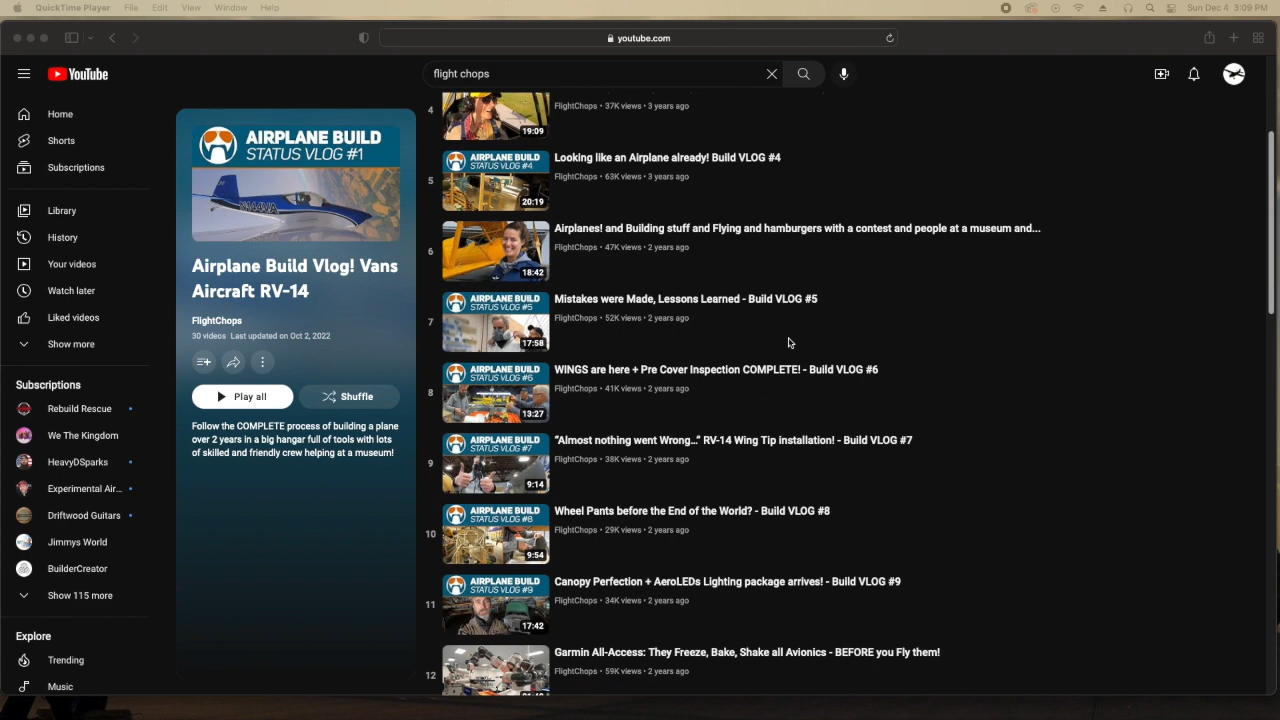 QuickTime Player File Edit View Window Help Sun Dec 4 3:09 PM
youtube.com
YouTube
flight chops
Home
Shorts
Subscriptions
Library
History
Your videos
Watch later
Liked videos
Show more
Subscriptions
Rebuild Rescue
We The Kingdom
HeavyDSparks
Experimental Air...
Driftwood Guitars
Jimmys World
BuilderCreator
Show 115 more
Explore
Trending
Music
AIRPLANE BUILD
STATUS VLOG #1
N444VA
Airplane Build Vlog! Vans
Aircraft RV-14
FlightChops
30 videos Last updated on Oct 2, 2022
Play all
Shuffle
Follow the COMPLETE process of building a plane
over 2 years in a big hangar full of tools with lots
of skilled and friendly crew helping at a museum!
4
19:09
FlightChops • 37K views • 3 years ago
5
AIRPLANE BUILD
STATUS VLOG #4
20:19
Looking like an Airplane already! Build VLOG #4
FlightChops • 63K views • 3 years ago
6
18:42
Airplanes! and Building stuff and Flying and hamburgers with a contest and people at a museum and...
FlightChops • 47K views • 2 years ago
7
AIRPLANE BUILD
STATUS VLOG #5
17:58
Mistakes were Made, Lessons Learned - Build VLOG #5
FlightChops • 52K views • 2 years ago
8
AIRPLANE BUILD
STATUS VLOG #6
13:27
WINGS are here + Pre Cover Inspection COMPLETE! - Build VLOG #6
FlightChops • 41K views • 2 years ago
9
AIRPLANE BUILD
STATUS VLOG #7
9:14
“Almost nothing went Wrong...” RV-14 Wing Tip installation! - Build VLOG #7
FlightChops • 38K views • 2 years ago
10
AIRPLANE BUILD
STATUS VLOG #8
9:54
Wheel Pants before the End of the World? - Build VLOG #8
FlightChops • 29K views • 2 years ago
11
AIRPLANE BUILD
STATUS VLOG #9
17:42
Canopy Perfection + AeroLEDs Lighting package arrives! - Build VLOG #9
FlightChops • 34K views • 2 years ago
12
Garmin All-Access: They Freeze, Bake, Shake all Avionics - BEFORE you Fly them!
FlightChops • 59K views • 2 years ago